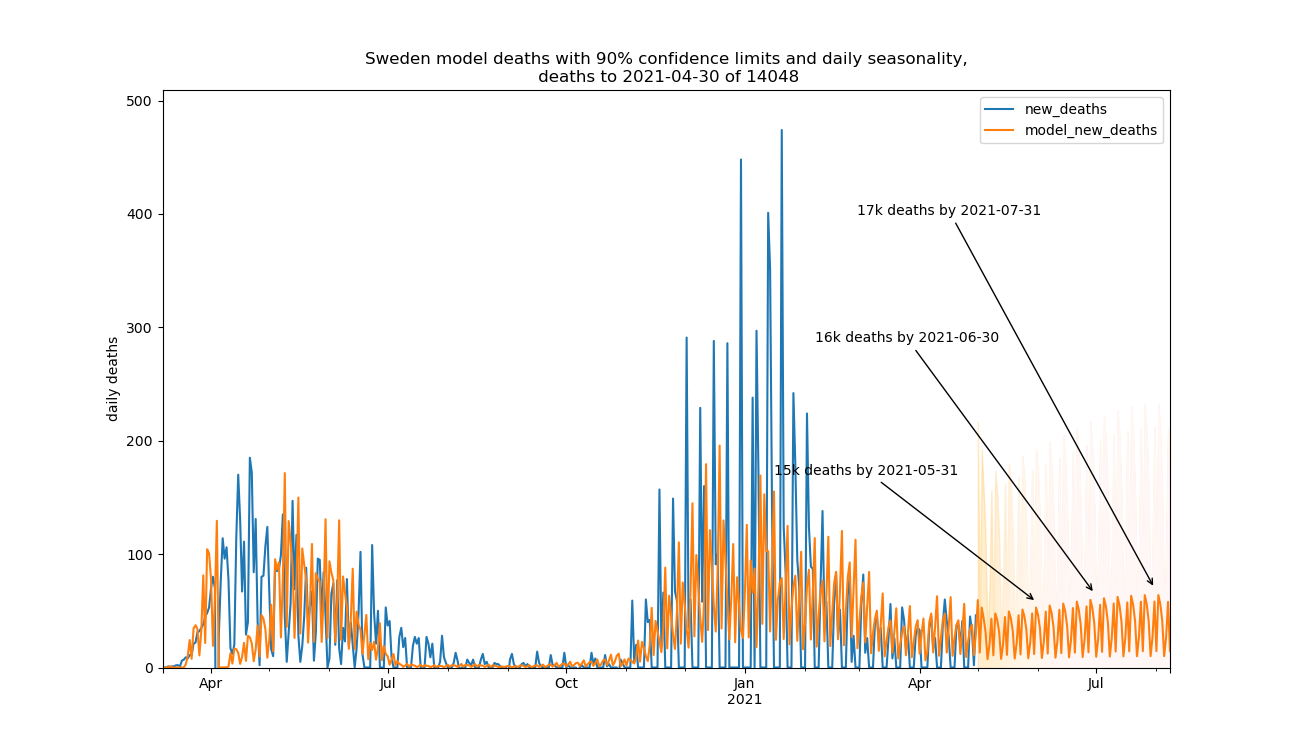 Sweden model deaths with 90% confidence limits and daily seasonality,
deaths to 2021-04-30 of 14048
new_deaths
model_new_deaths
daily deaths
500
400
300
200
100
0
17k deaths by 2021-07-31
16k deaths by 2021-06-30
15k deaths by 2021-05-31
Apr
Jul
Oct
Jan
2021
Apr
Jul